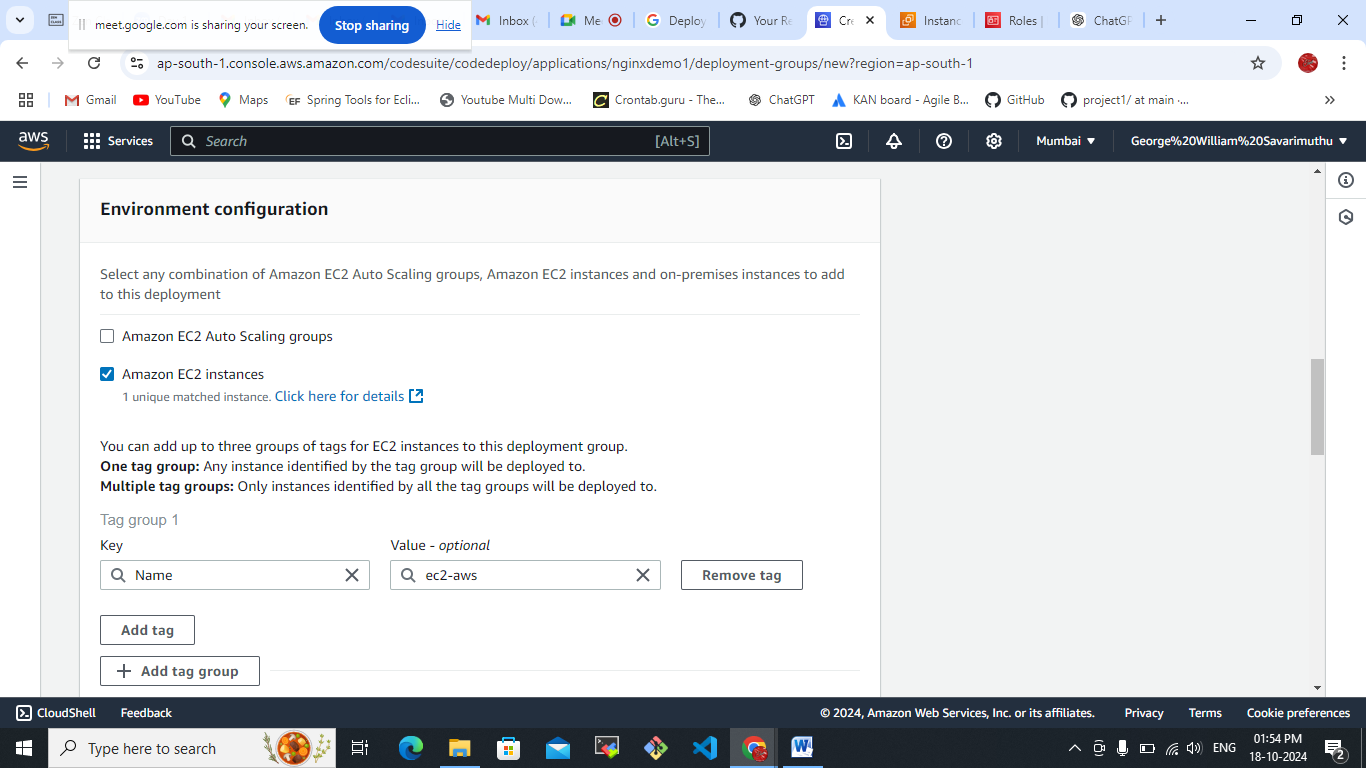 meet.google.com is sharing your screen.
Stop sharing
Hide
Inbox (
Me
Deploy
Your Re
Cre
Instanc
Roles |
ChatGP
ap-south-1.console.aws.amazon.com/codesuite/codedeploy/applications/nginxdemo1/deployment-groups/new?region=ap-south-1
Gmail
YouTube
Maps
Spring Tools for Ecli...
Youtube Multi Dow...
Crontab.guru - The...
ChatGPT
KAN board - Agile B...
GitHub
project1/ at main ·...
aws
Services
Search
[Alt+S]
Mumbai
George%20William%20Savarimuthu
Environment configuration
Select any combination of Amazon EC2 Auto Scaling groups, Amazon EC2 instances and on-premises instances to add
to this deployment
Amazon EC2 Auto Scaling groups
Amazon EC2 instances
1 unique matched instance. Click here for details
You can add up to three groups of tags for EC2 instances to this deployment group.
One tag group: Any instance identified by the tag group will be deployed to.
Multiple tag groups: Only instances identified by all the tag groups will be deployed to.
Tag group 1
Key
Value - optional
Name
ec2-aws
Remove tag
Add tag
Add tag group
CloudShell
Feedback
© 2024, Amazon Web Services, Inc. or its affiliates.
Privacy
Terms
Cookie preferences
Type here to search
ENG
01:54 PM
18-10-2024
2